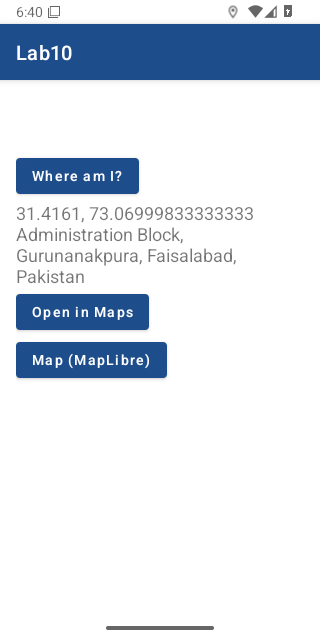 6:40
Lab10
Where am I?
31.4161, 73.06999833333333
Administration Block,
Gurunanakpura, Faisalabad,
Pakistan
Open in Maps
Map (MapLibre)